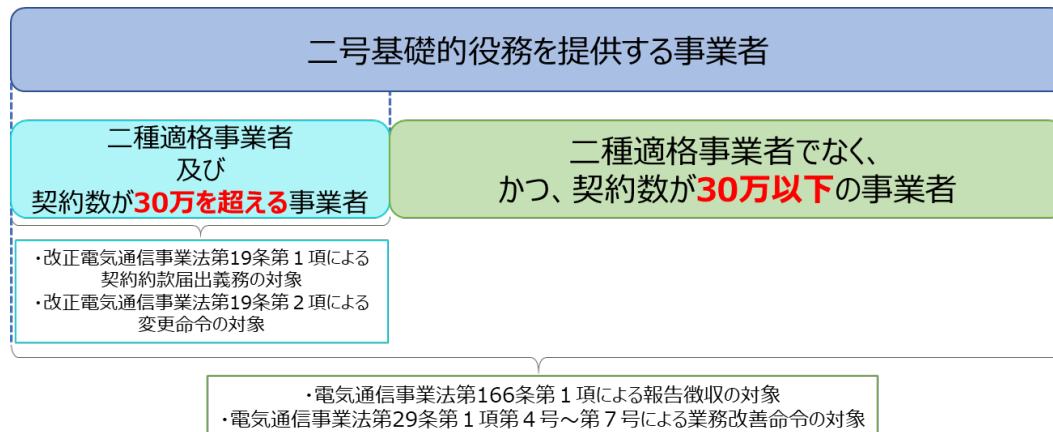 二号基礎的役務を提供する事業者
二種適格事業者
及び
契約数が30万を超える事業者
二種適格事業者でなく、
かつ、契約数が30万以下の事業者
・改正電気通信事業法第19条第１項による
契約約款届出義務の対象
・改正電気通信事業法第19条第２項による
変更命令の対象
・電気通信事業法第166条第１項による報告徴収の対象
・電気通信事業法第29条第１項第４号～第７号による業務改善命令の対象